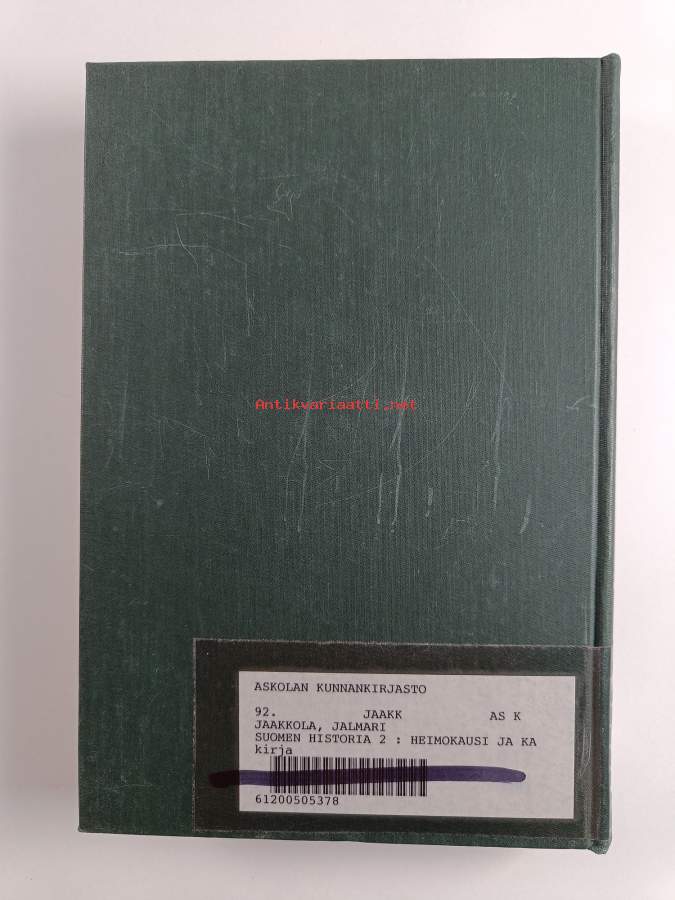 Antikvariaatti.net
ASKOLAN KUNNANKIRJASTO
92. JAAKK AS K
JAAKKOLA, JALMARI
SUOMEN HISTORIA 2 : HEIMOKAUSI JA KA
kirja
61200505378